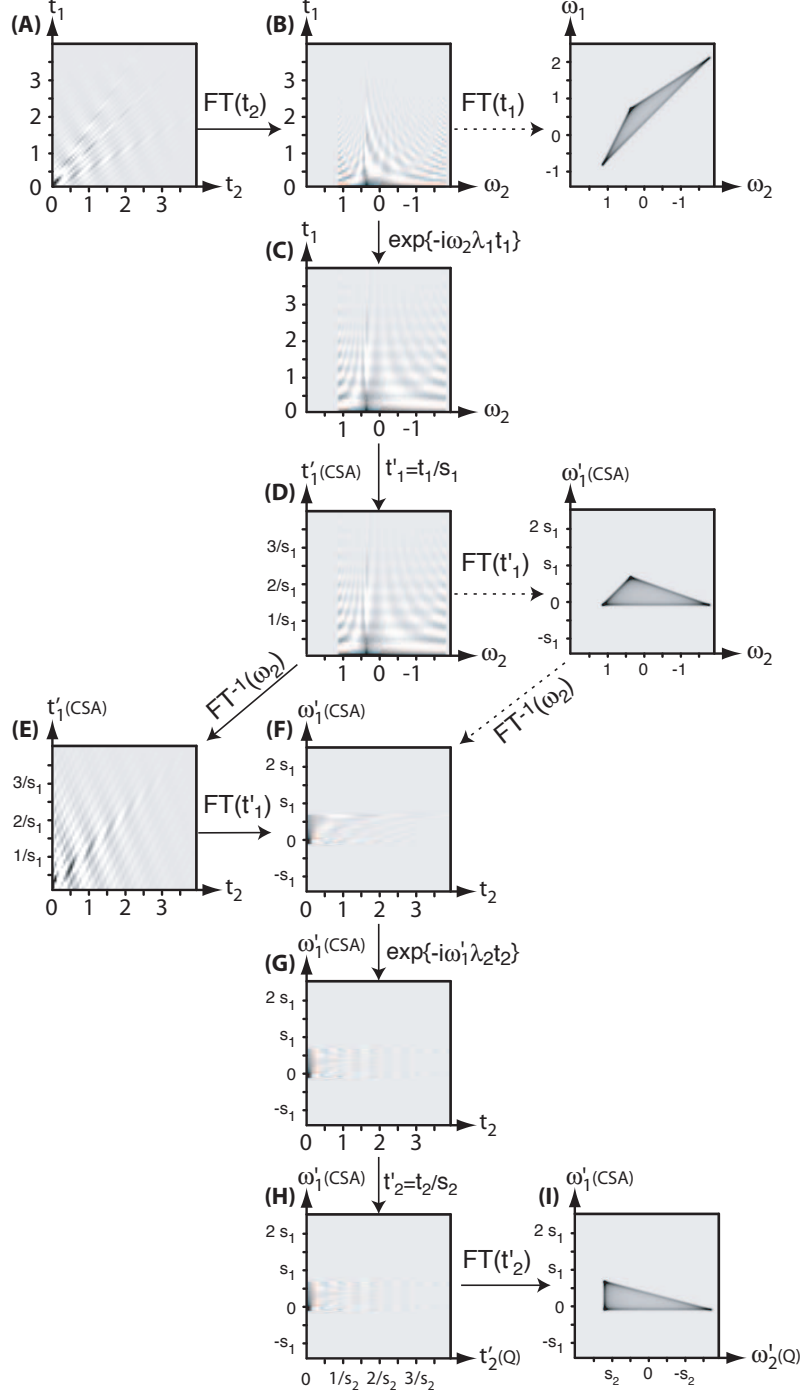 (A) t₁
3
2
1
0
0 1 2 3
t₂
FT(t₂)
(B) t₁
3
2
1
0
1 0 -1
ω₂
FT(t₁)
ω₁
2
1
0
-1
1 0 -1
ω₂
exp{-iω₂λ₁t₁}
(C) t₁
3
2
1
0
1 0 -1
ω₂
t'₁=t₁/s₁
(D) t'₁(CSA)
3/s₁
2/s₁
1/s₁
1 0 -1
ω₂
FT(t'₁)
ω'₁(CSA)
2 s₁
s₁
0
-s₁
1 0 -1
ω₂
FT⁻¹(ω₂)
FT⁻¹(ω₂)
(E) t'₁(CSA)
3/s₁
2/s₁
1/s₁
0 1 2 3
t₂
FT(t'₁)
(F) ω'₁(CSA)
2 s₁
s₁
0
-s₁
0 1 2 3
t₂
exp{-iω'₁λ₂t₂}
(G) ω'₁(CSA)
2 s₁
s₁
0
-s₁
0 1 2 3
t₂
t'₂=t₂/s₂
(H) ω'₁(CSA)
2 s₁
s₁
0
-s₁
0 1/s₂ 2/s₂ 3/s₂
t'₂(Q)
FT(t'₂)
(I) ω'₁(CSA)
2 s₁
s₁
0
-s₁
s₂ 0 -s₂
ω'₂(Q)